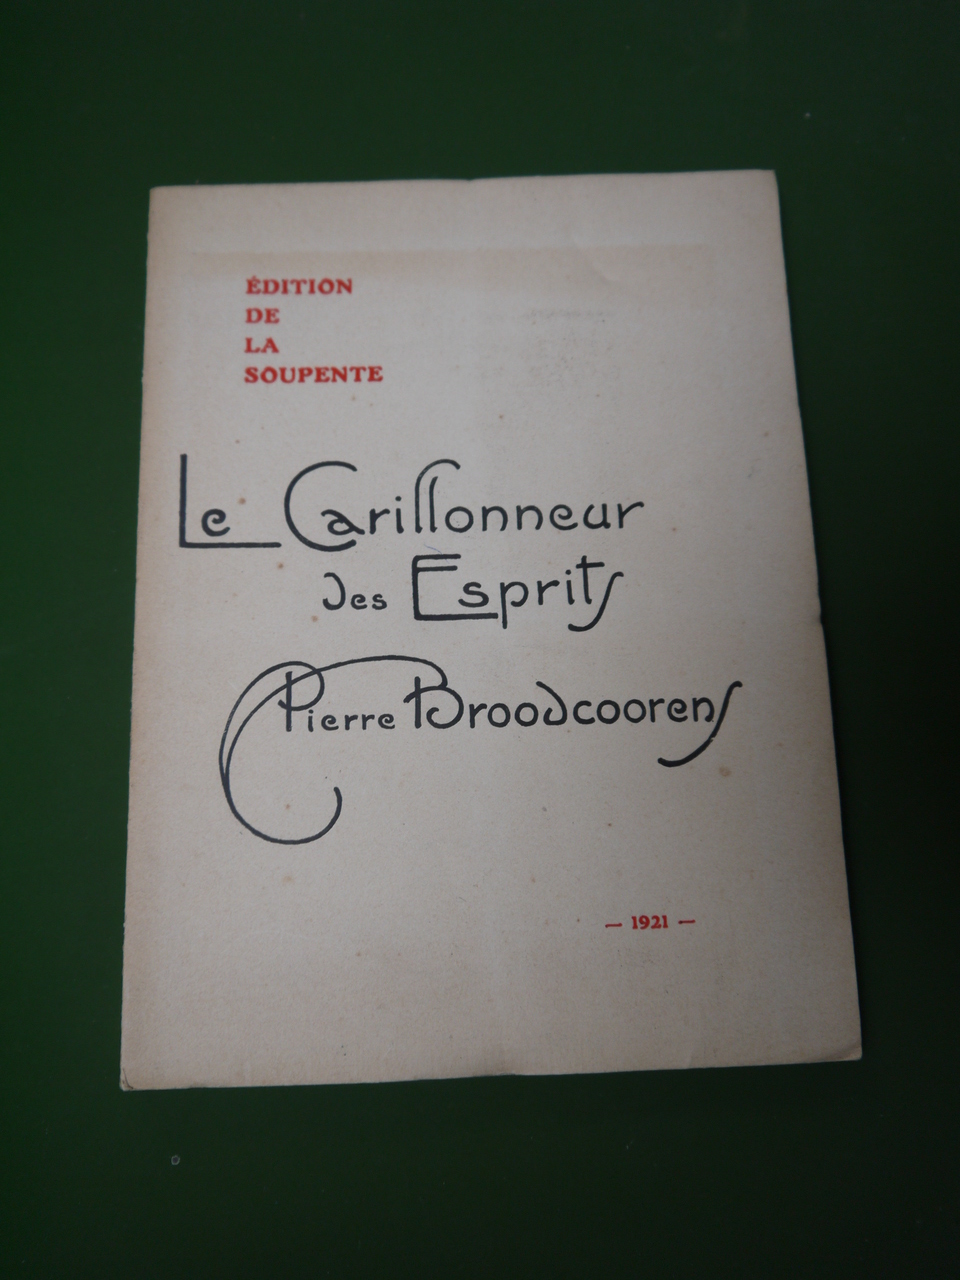 ÉDITION
DE
LA
SOUPENTE
Le Carillonneur
des Esprits
Pierre Broodcoorens
— 1921 —